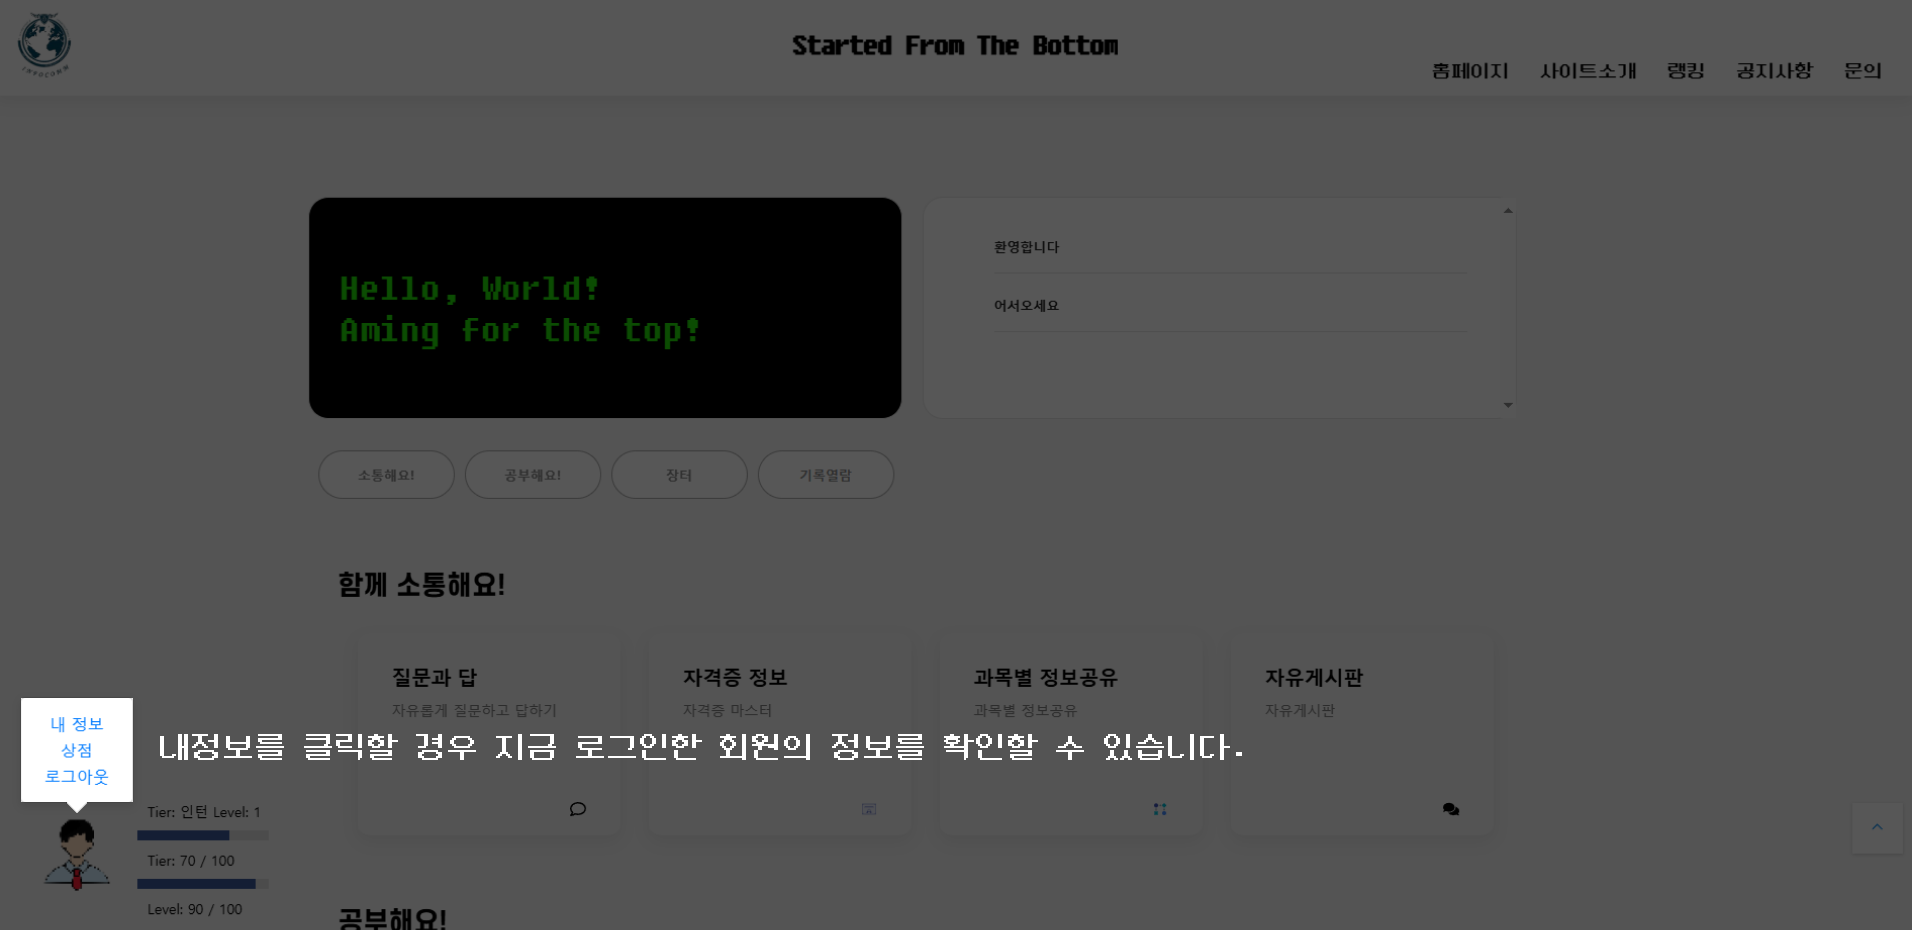 INVOCOMM
Started From The Bottom
홈페이지 사이트소개 랭킹 공지사항 문의
Hello, World!
Aming for the top!
환영합니다
어서오세요
소통해요! 공부해요! 장터 기록열람
함께 소통해요!
질문과 답
자유롭게 질문하고 답하기
자격증 정보
자격증 마스터
과목별 정보공유
과목별 정보공유
자유게시판
자유게시판
내 정보
상점
로그아웃
내정보를 클릭할 경우 지금 로그인한 회원의 정보를 확인할 수 있습니다.
Tier: 인턴 Level: 1
Tier: 70 / 100
Level: 90 / 100
공부해요!